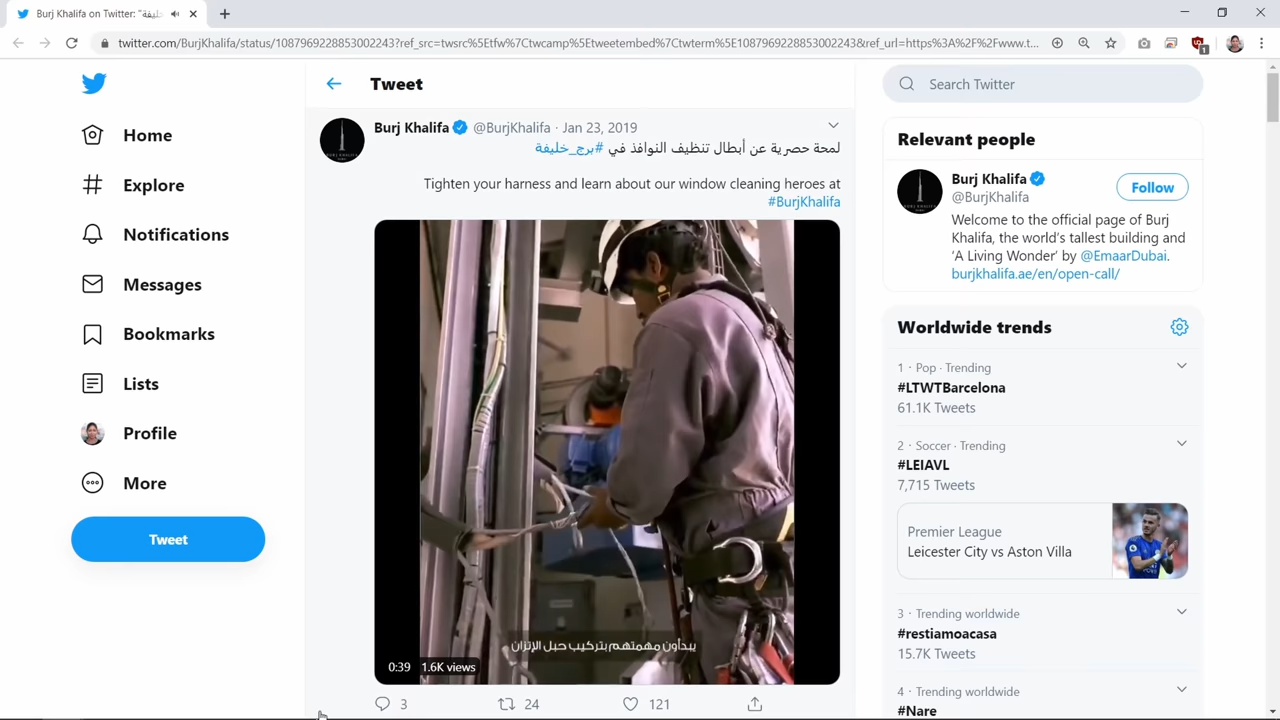 Burj Khalifa on Twitter: "خليفة
twitter.com/BurjKhalifa/status/1087969228853002243?ref_src=twsrc%5Etfw%7Ctwcamp%5Etweetembed%7Ctwterm%5E1087969228853002243&ref_url=https%3A%2F%2Fwww.t...
1
Home
Explore
Notifications
Messages
Bookmarks
Lists
Profile
More
Tweet
Tweet
Burj Khalifa @BurjKhalifa · Jan 23, 2019
لمحة حصرية عن أبطال تنظيف النوافذ في #برج_خليفة
Tighten your harness and learn about our window cleaning heroes at
#BurjKhalifa
يبدأون مهمتهم بتركيب حبل الإتزان
0:39 1.6K views
3 24 121
Search Twitter
Relevant people
Burj Khalifa
@BurjKhalifa
Follow
Welcome to the official page of Burj
Khalifa, the world's tallest building and
'A Living Wonder' by @EmaarDubai.
burjkhalifa.ae/en/open-call/
Worldwide trends
1 · Pop · Trending
#LTWTBarcelona
61.1K Tweets
2 · Soccer · Trending
#LEIAVL
7,715 Tweets
Premier League
Leicester City vs Aston Villa
3 · Trending worldwide
#restiamoacasa
15.7K Tweets
4 · Trending worldwide
#Nare